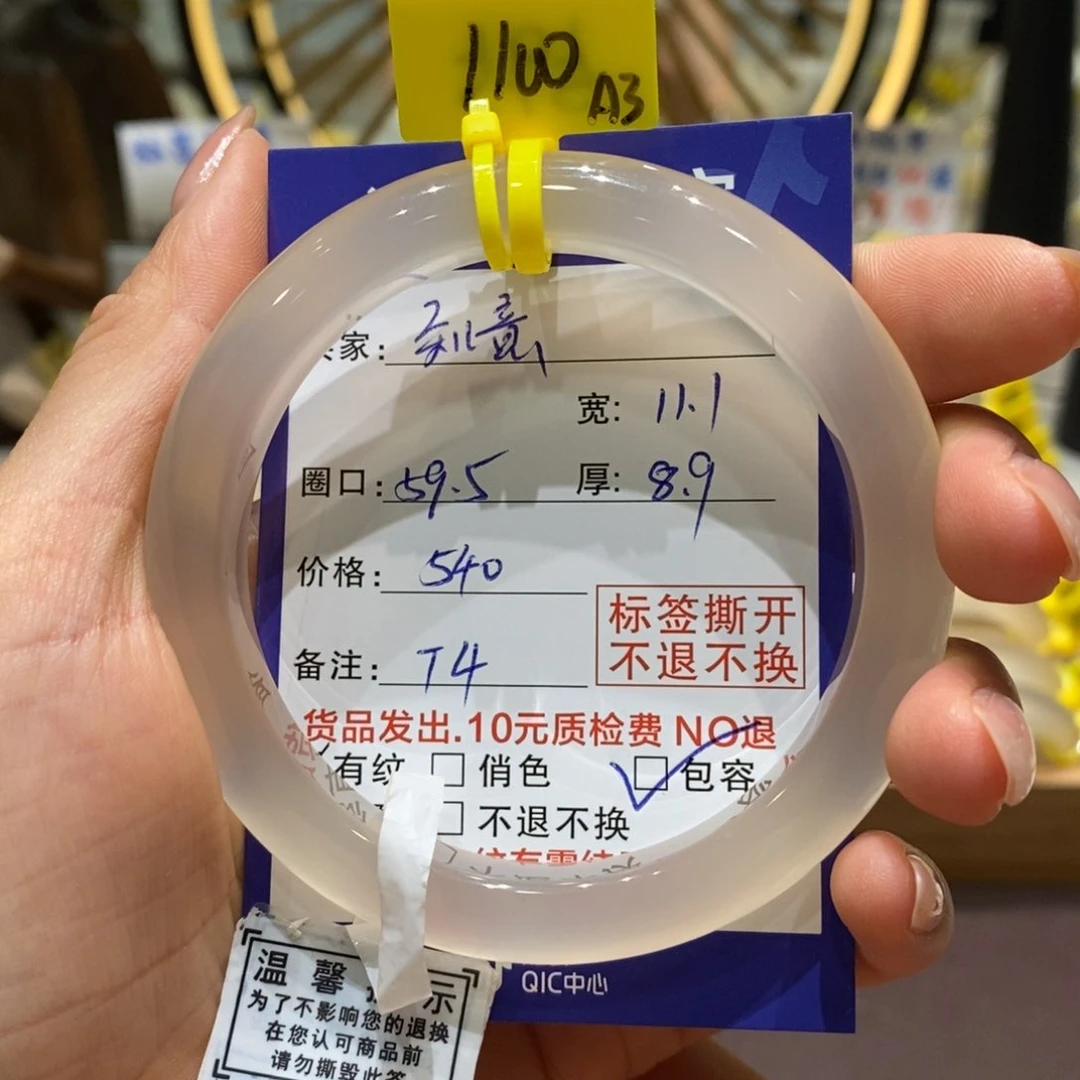 1100
A3
家：
宽: 11.1
圈口: 59.5 厚: 8.9
价格: 540
标签撕开
不退不换
备注: T4
货品发出.10元质检费 NO退
有纹 □ 俏色 □ 包容
□ 不退不换
QIC中心
温馨 示
为了不影响您的退换
在您认可商品前
请勿撕毁此签